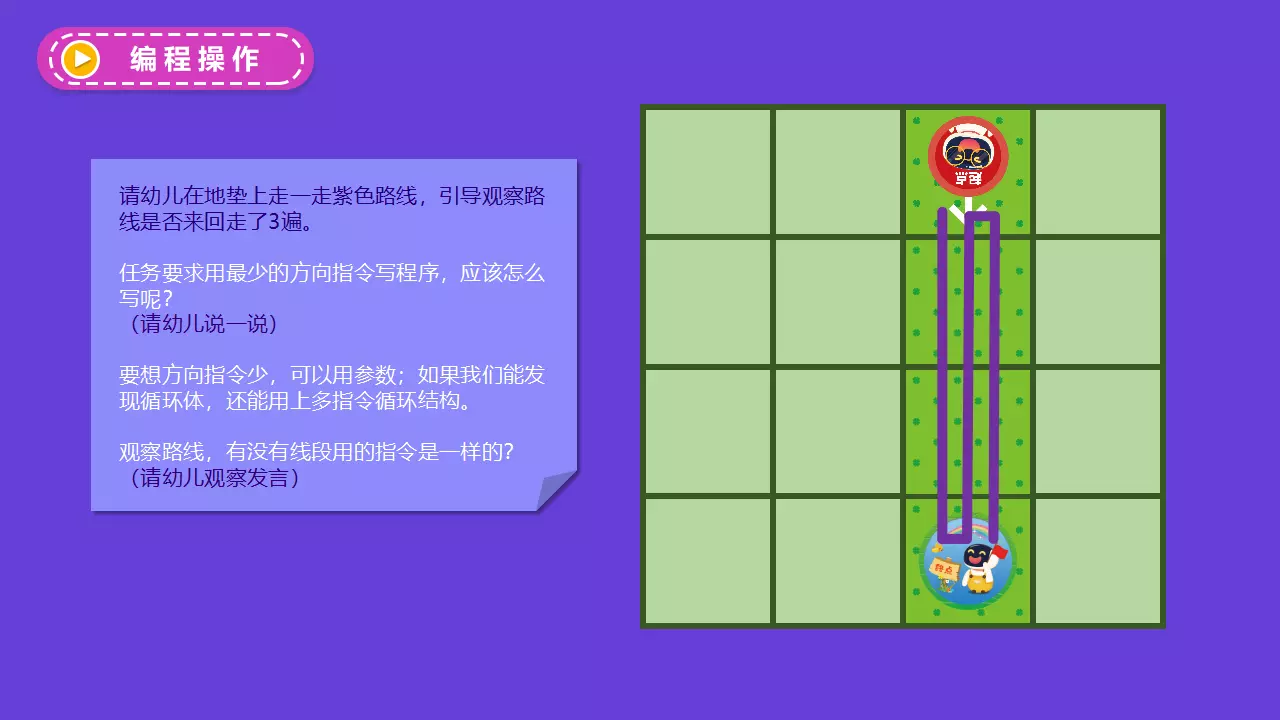 编程操作
请幼儿在地垫上走一走紫色路线，引导观察路
线是否来回走了3遍。
任务要求用最少的方向指令写程序，应该怎么
写呢？
（请幼儿说一说）
要想方向指令少，可以用参数；如果我们能发
现循环体，还能用上多指令循环结构。
观察路线，有没有线段用的指令是一样的？
（请幼儿观察发言）
起点
终点